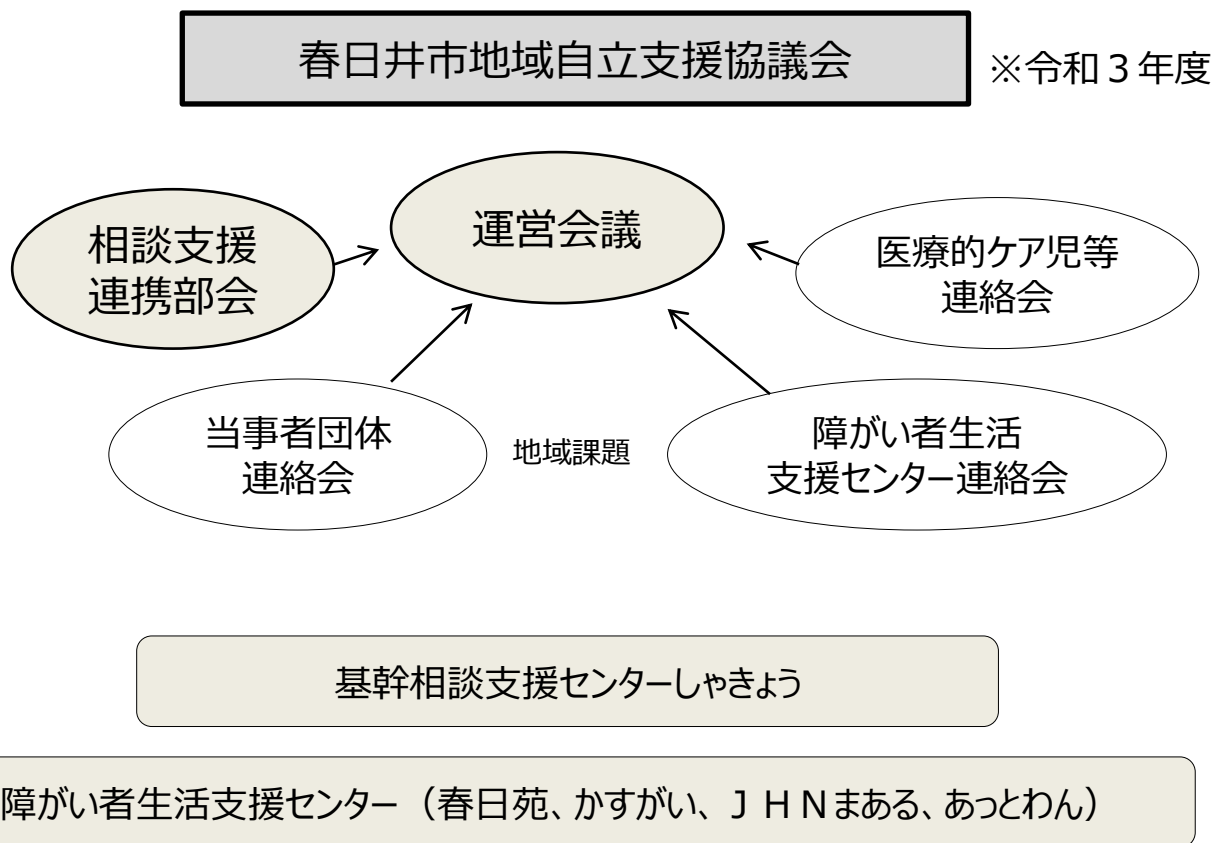 春日井市地域自立支援協議会
※令和３年度
運営会議
相談支援
連携部会
医療的ケア児等
連絡会
当事者団体
連絡会
地域課題
障がい者生活
支援センター連絡会
基幹相談支援センターしゃきょう
障がい者生活支援センター（春日苑、かすがい、ＪＨＮまある、あっとわん）